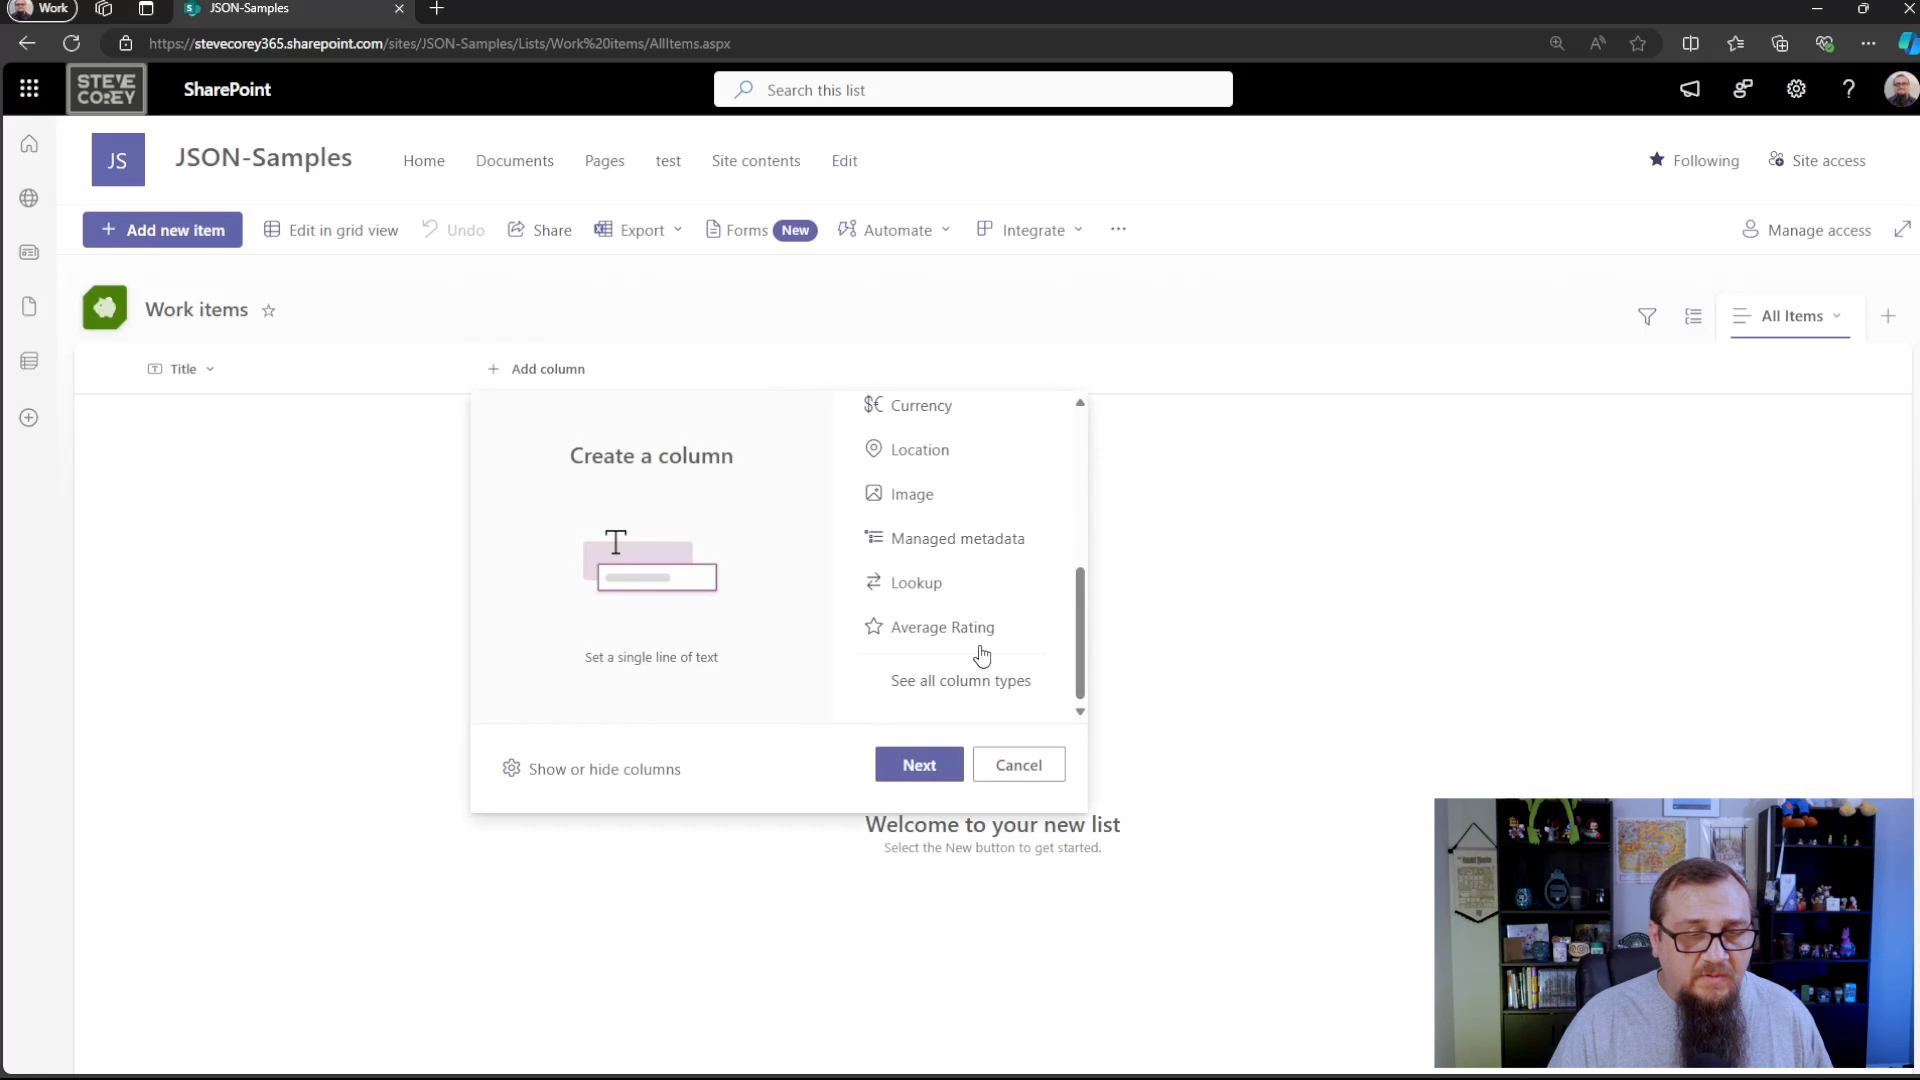 Work
JSON-Samples
https://stevecorey365.sharepoint.com/sites/JSON-Samples/Lists/Work%20items/AllItems.aspx
STEVE
COREY
SharePoint
Search this list
JS
JSON-Samples
Home
Documents
Pages
test
Site contents
Edit
Following
Site access
Add new item
Edit in grid view
Undo
Share
Export
Forms
New
Automate
Integrate
Manage access
Work items
All Items
Title
Add column
Create a column
Set a single line of text
Currency
Location
Image
Managed metadata
Lookup
Average Rating
See all column types
Show or hide columns
Next
Cancel
Welcome to your new list
Select the New button to get started.